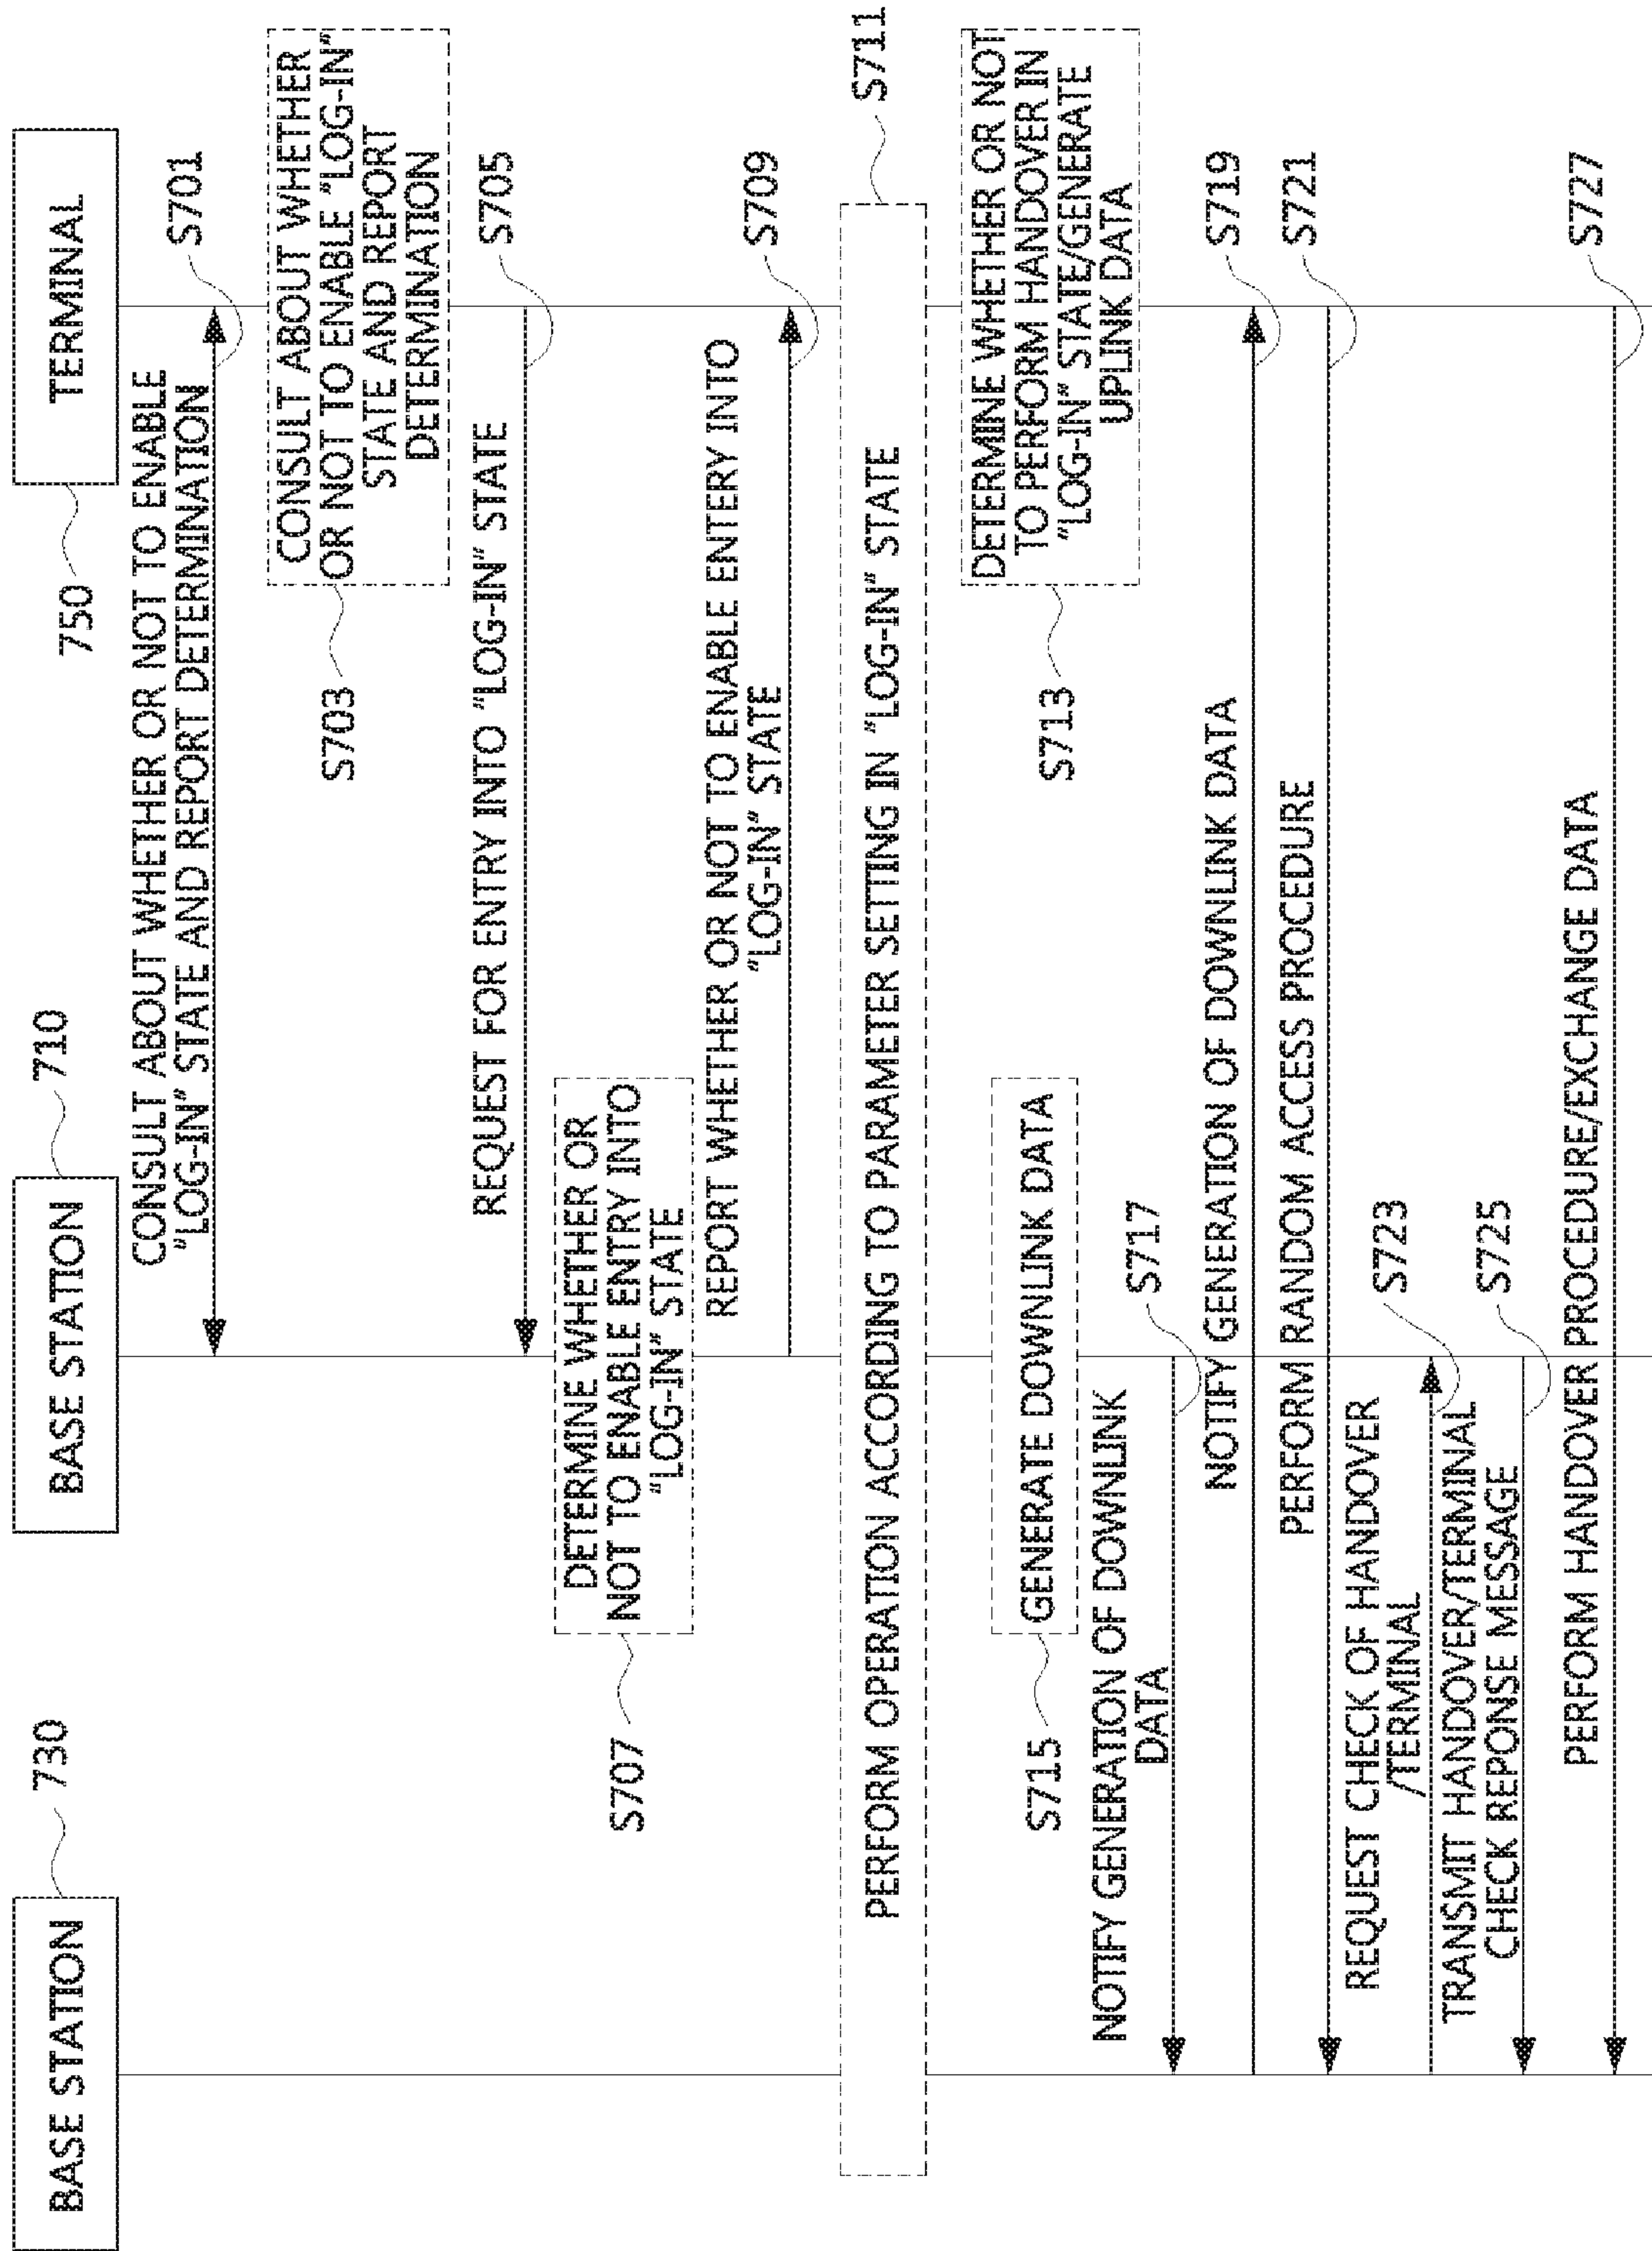 BASE STATION
730
BASE STATION
710
TERMINAL
750
CONSULT ABOUT WHETHER OR NOT TO ENABLE
"LOG-IN" STATE AND REPORT DETERMINATION
S701
CONSULT ABOUT WHETHER
OR NOT TO ENABLE "LOG-IN"
STATE AND REPORT
DETERMINATION
S703
REQUEST FOR ENTRY INTO "LOG-IN" STATE
S705
DETERMINE WHETHER OR
NOT TO ENABLE ENTRY INTO
"LOG-IN" STATE
S707
REPORT WHETHER OR NOT TO ENABLE ENTERY INTO
"LOG-IN" STATE
S709
PERFORM OPERATION ACCORDING TO PARAMETER SETTING IN "LOG-IN" STATE
S711
DETERMINE WHETHER OR NOT
TO PERFORM HANDOVER IN
"LOG-IN" STATE/GENERATE
UPLINK DATA
S713
GENERATE DOWNLINK DATA
S715
NOTIFY GENERATION OF DOWNLINK
DATA
S717
NOTIFY GENERATION OF DOWNLINK DATA
S719
PERFORM RANDOM ACCESS PROCEDURE
S721
REQUEST CHECK OF HANDOVER
/TERMINAL
S723
TRANSMIT HANDOVER/TERMINAL
CHECK REPONSE MESSAGE
S725
PERFORM HANDOVER PROCEDURE/EXCHANGE DATA
S727